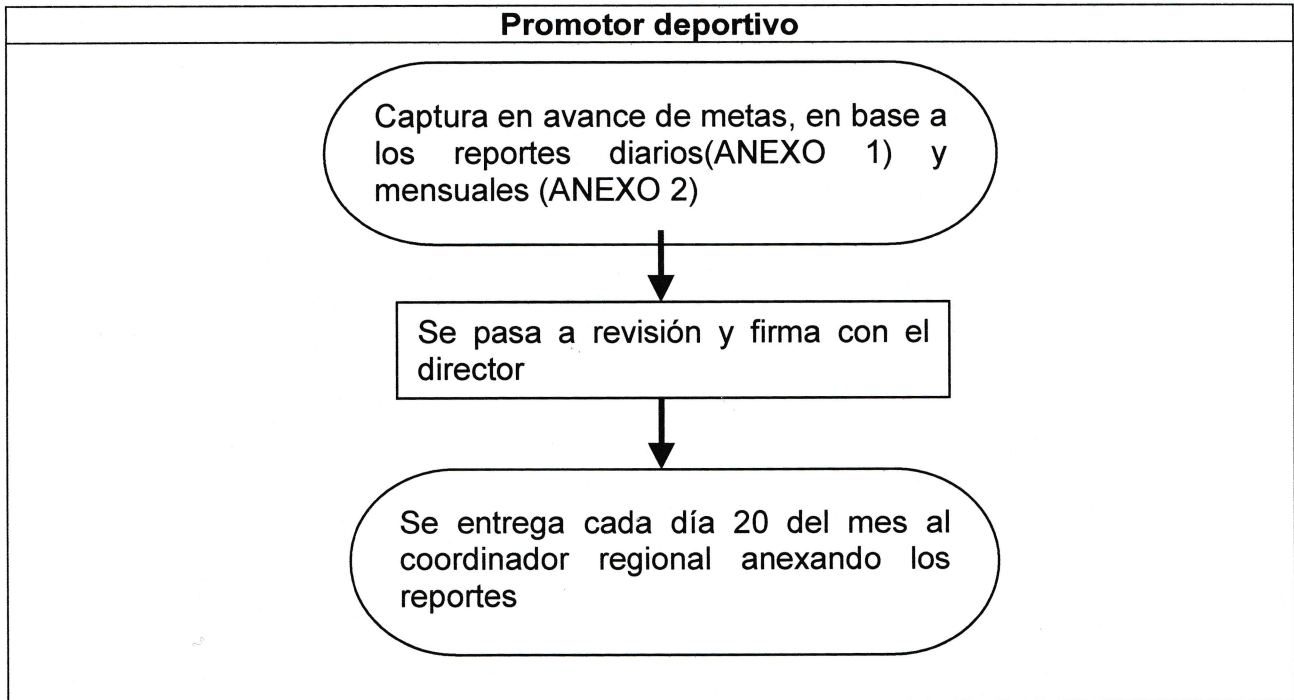 Promotor deportivo
Captura en avance de metas, en base a
los reportes diarios(ANEXO 1) y
mensuales (ANEXO 2)
Se pasa a revisión y firma con el
director
Se entrega cada día 20 del mes al
coordinador regional anexando los
reportes